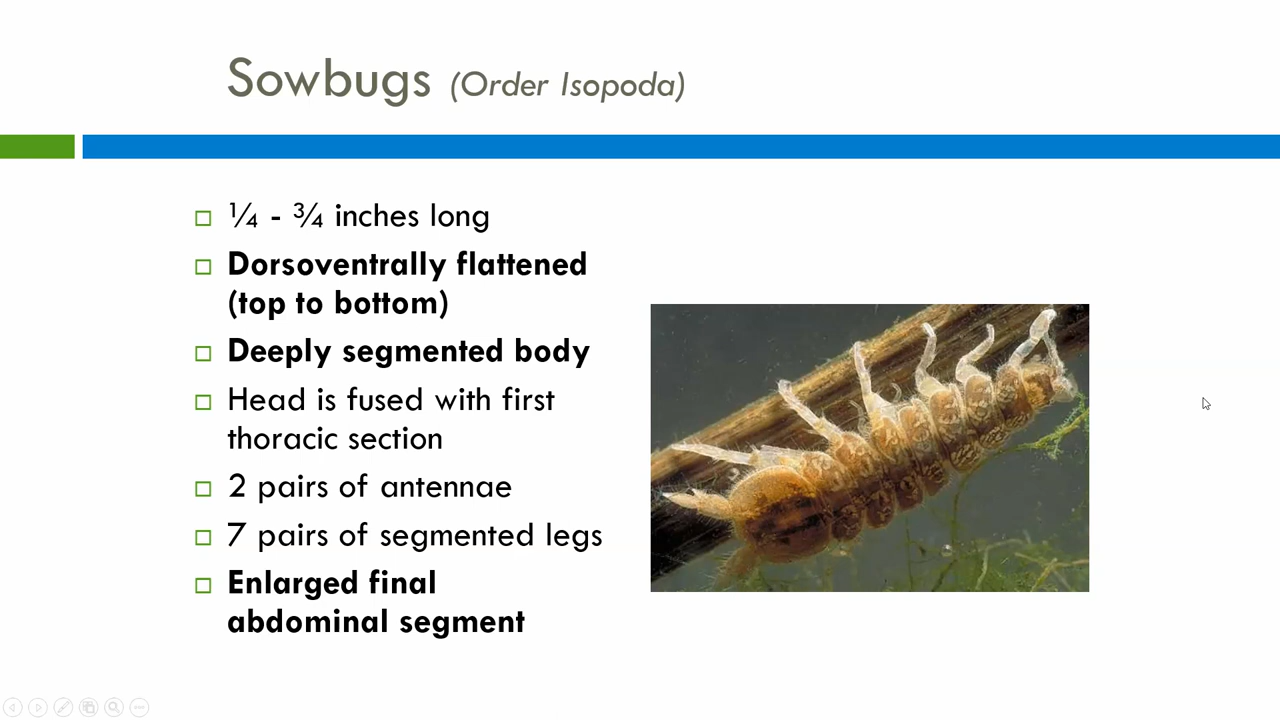 Sowbugs (Order Isopoda)
¼ - ¾ inches long
Dorsoventrally flattened
(top to bottom)
Deeply segmented body
Head is fused with first
thoracic section
2 pairs of antennae
7 pairs of segmented legs
Enlarged final
abdominal segment